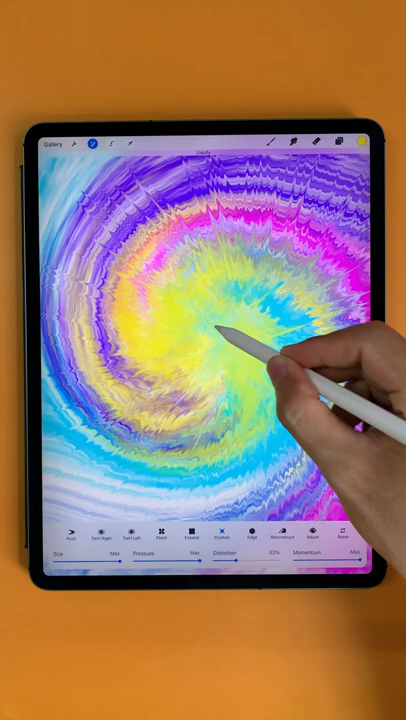 Gallery
Liquify
Push Twirl Right Twirl Left Pinch Expand Crystals Edge Reconstruct Adjust Reset
Size Max Pressure Max Distortion 33% Momentum Max